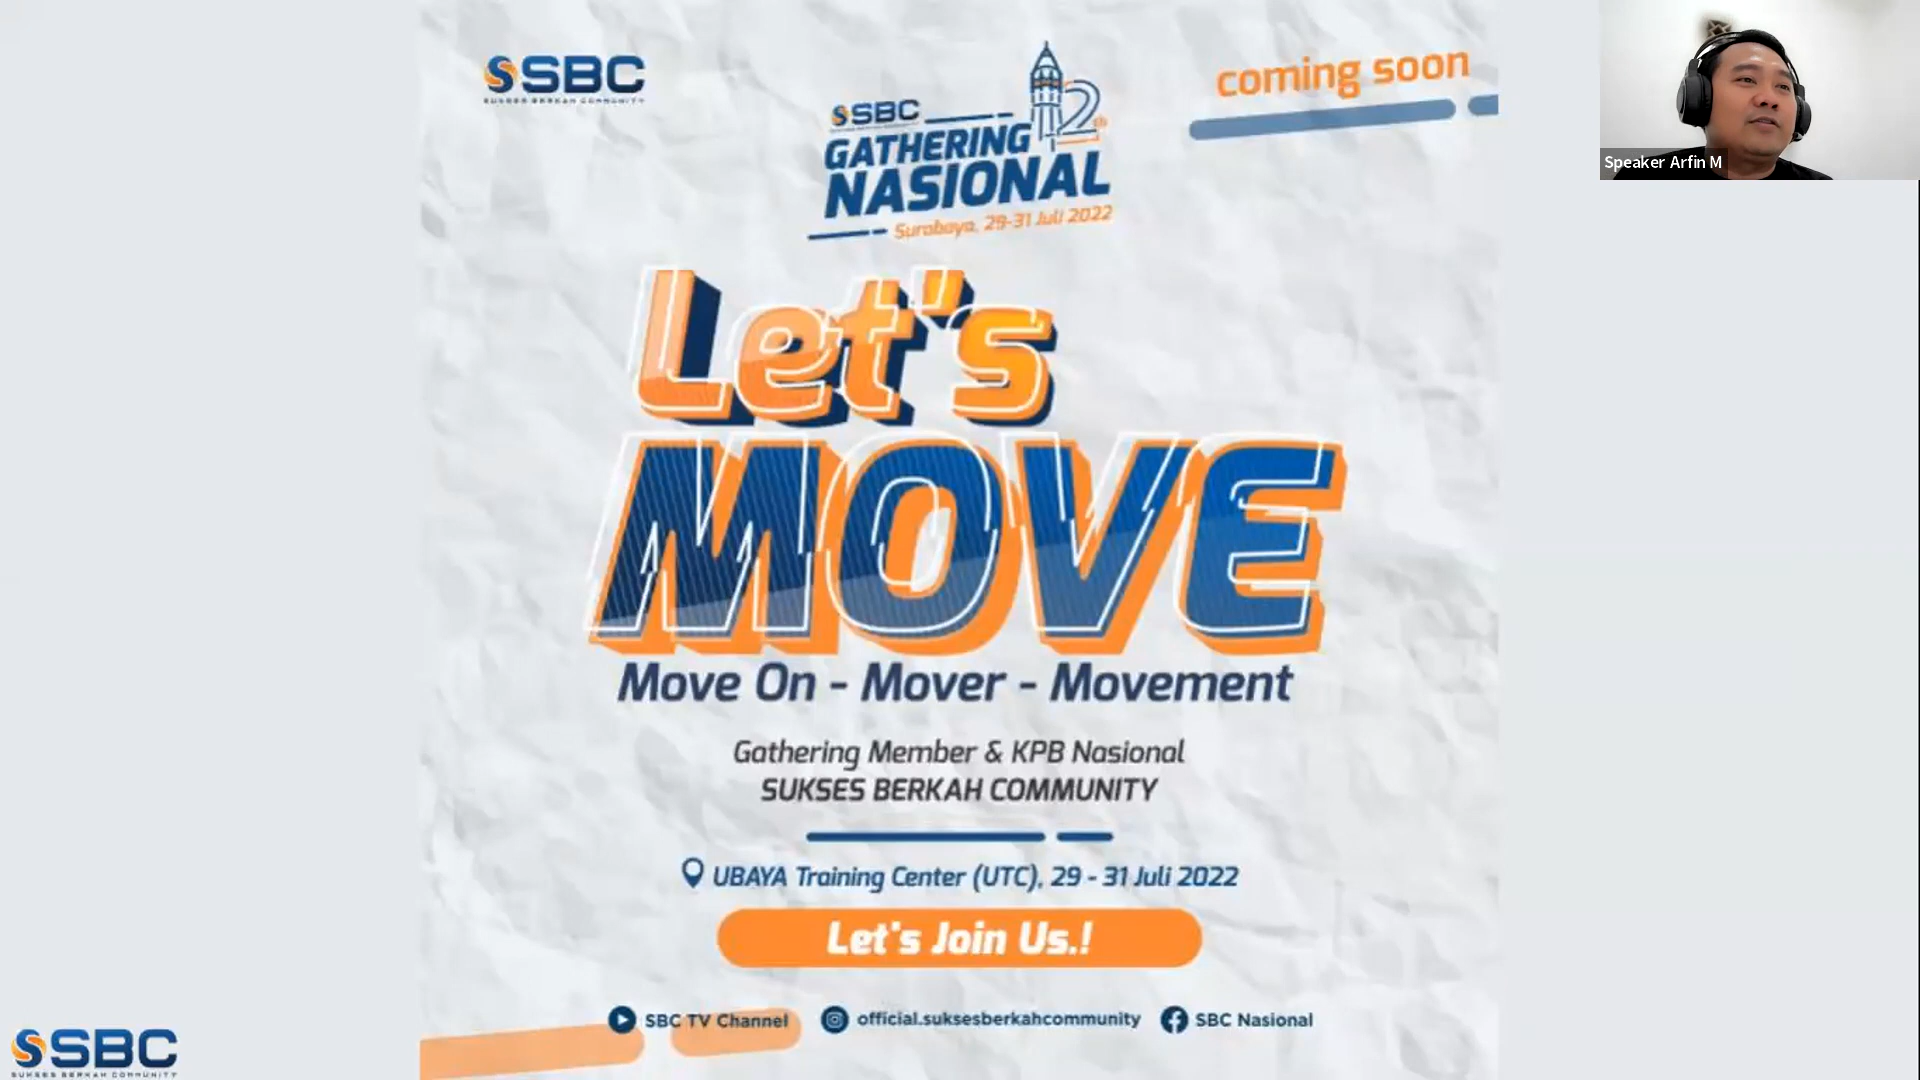 SBC
SUKSES BERKAH COMMUNITY
SBC
GATHERING
NASIONAL
12th
Surabaya, 29-31 Juli 2022
coming soon
Speaker Arfin M
Let's
MOVE
Move On - Mover - Movement
Gathering Member & KPB Nasional
SUKSES BERKAH COMMUNITY
UBAYA Training Center (UTC), 29 - 31 Juli 2022
Let's Join Us.!
SBC TV Channel
official.suksesberkahcommunity
SBC Nasional
SBC
SUKSES BERKAH COMMUNITY